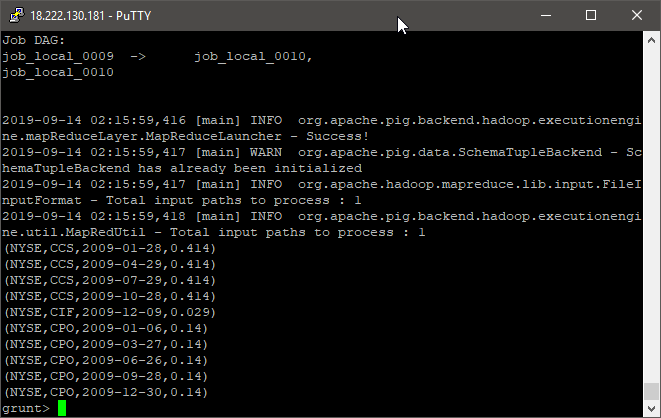 18.222.130.181 - PuTTY
Job DAG:
job_local_0009  ->      job_local_0010,
job_local_0010
2019-09-14 02:15:59,416 [main] INFO  org.apache.pig.backend.hadoop.executionengi
ne.mapReduceLayer.MapReduceLauncher - Success!
2019-09-14 02:15:59,417 [main] WARN  org.apache.pig.data.SchemaTupleBackend - Sc
hemaTupleBackend has already been initialized
2019-09-14 02:15:59,417 [main] INFO  org.apache.hadoop.mapreduce.lib.input.FileI
nputFormat - Total input paths to process : 1
2019-09-14 02:15:59,418 [main] INFO  org.apache.pig.backend.hadoop.executionengi
ne.util.MapRedUtil - Total input paths to process : 1
(NYSE,CCS,2009-01-28,0.414)
(NYSE,CCS,2009-04-29,0.414)
(NYSE,CCS,2009-07-29,0.414)
(NYSE,CCS,2009-10-28,0.414)
(NYSE,CIF,2009-12-09,0.029)
(NYSE,CPO,2009-01-06,0.14)
(NYSE,CPO,2009-03-27,0.14)
(NYSE,CPO,2009-06-26,0.14)
(NYSE,CPO,2009-09-28,0.14)
(NYSE,CPO,2009-12-30,0.14)
grunt>